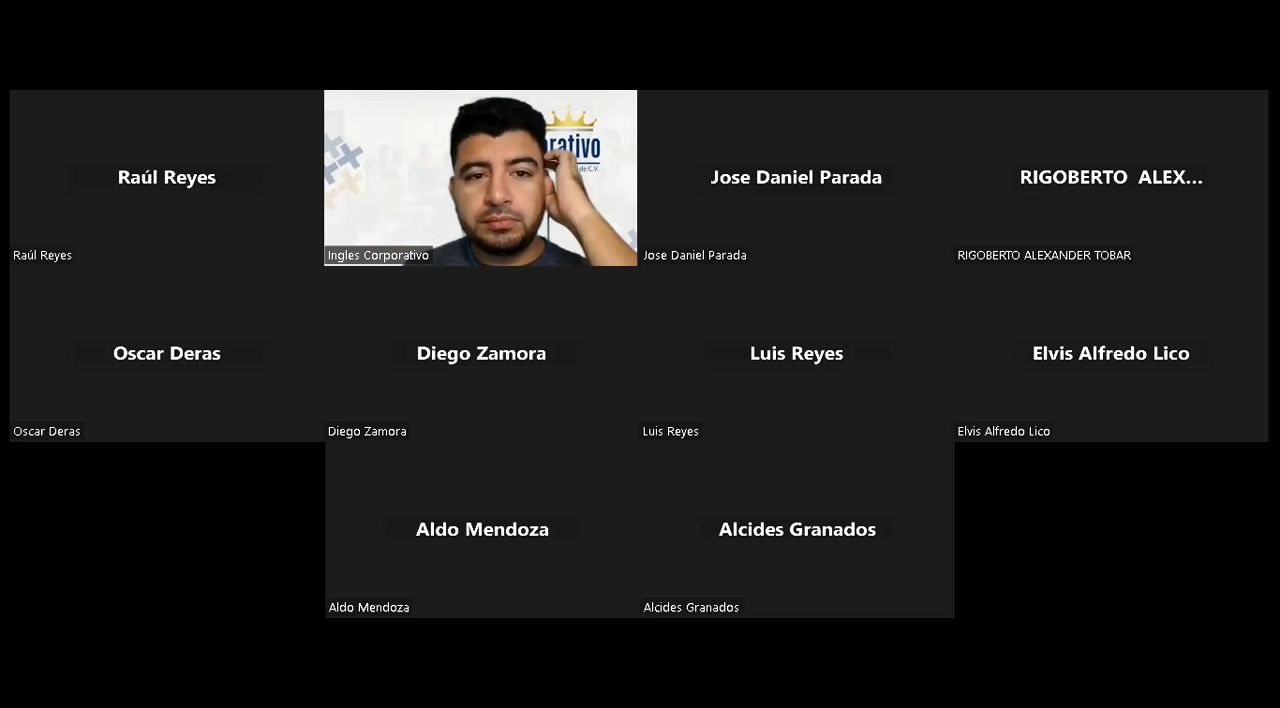 Raúl Reyes
Raúl Reyes
rativo
de C.V.
Ingles Corporativo
Jose Daniel Parada
Jose Daniel Parada
RIGOBERTO ALEX...
RIGOBERTO ALEXANDER TOBAR
Oscar Deras
Oscar Deras
Diego Zamora
Diego Zamora
Luis Reyes
Luis Reyes
Elvis Alfredo Lico
Elvis Alfredo Lico
Aldo Mendoza
Aldo Mendoza
Alcides Granados
Alcides Granados